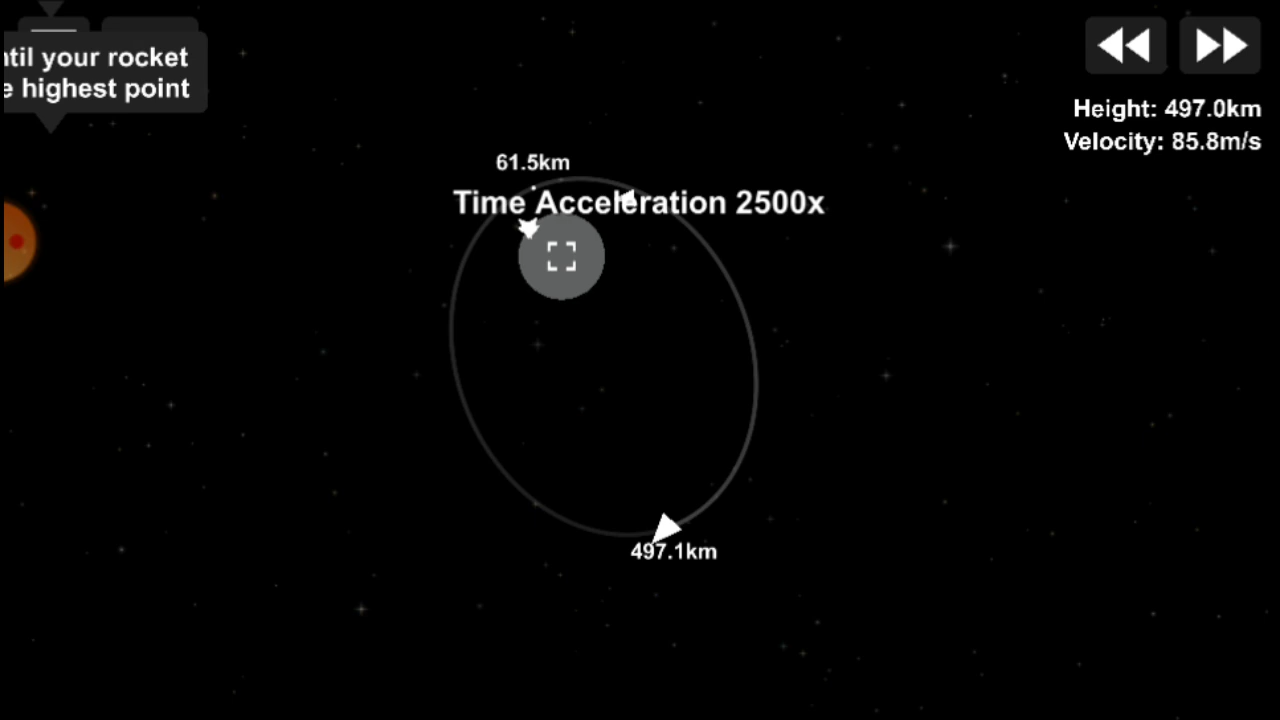 ntil your rocket
e highest point
Height: 497.0km
Velocity: 85.8m/s
61.5km
Time Acceleration 2500x
497.1km